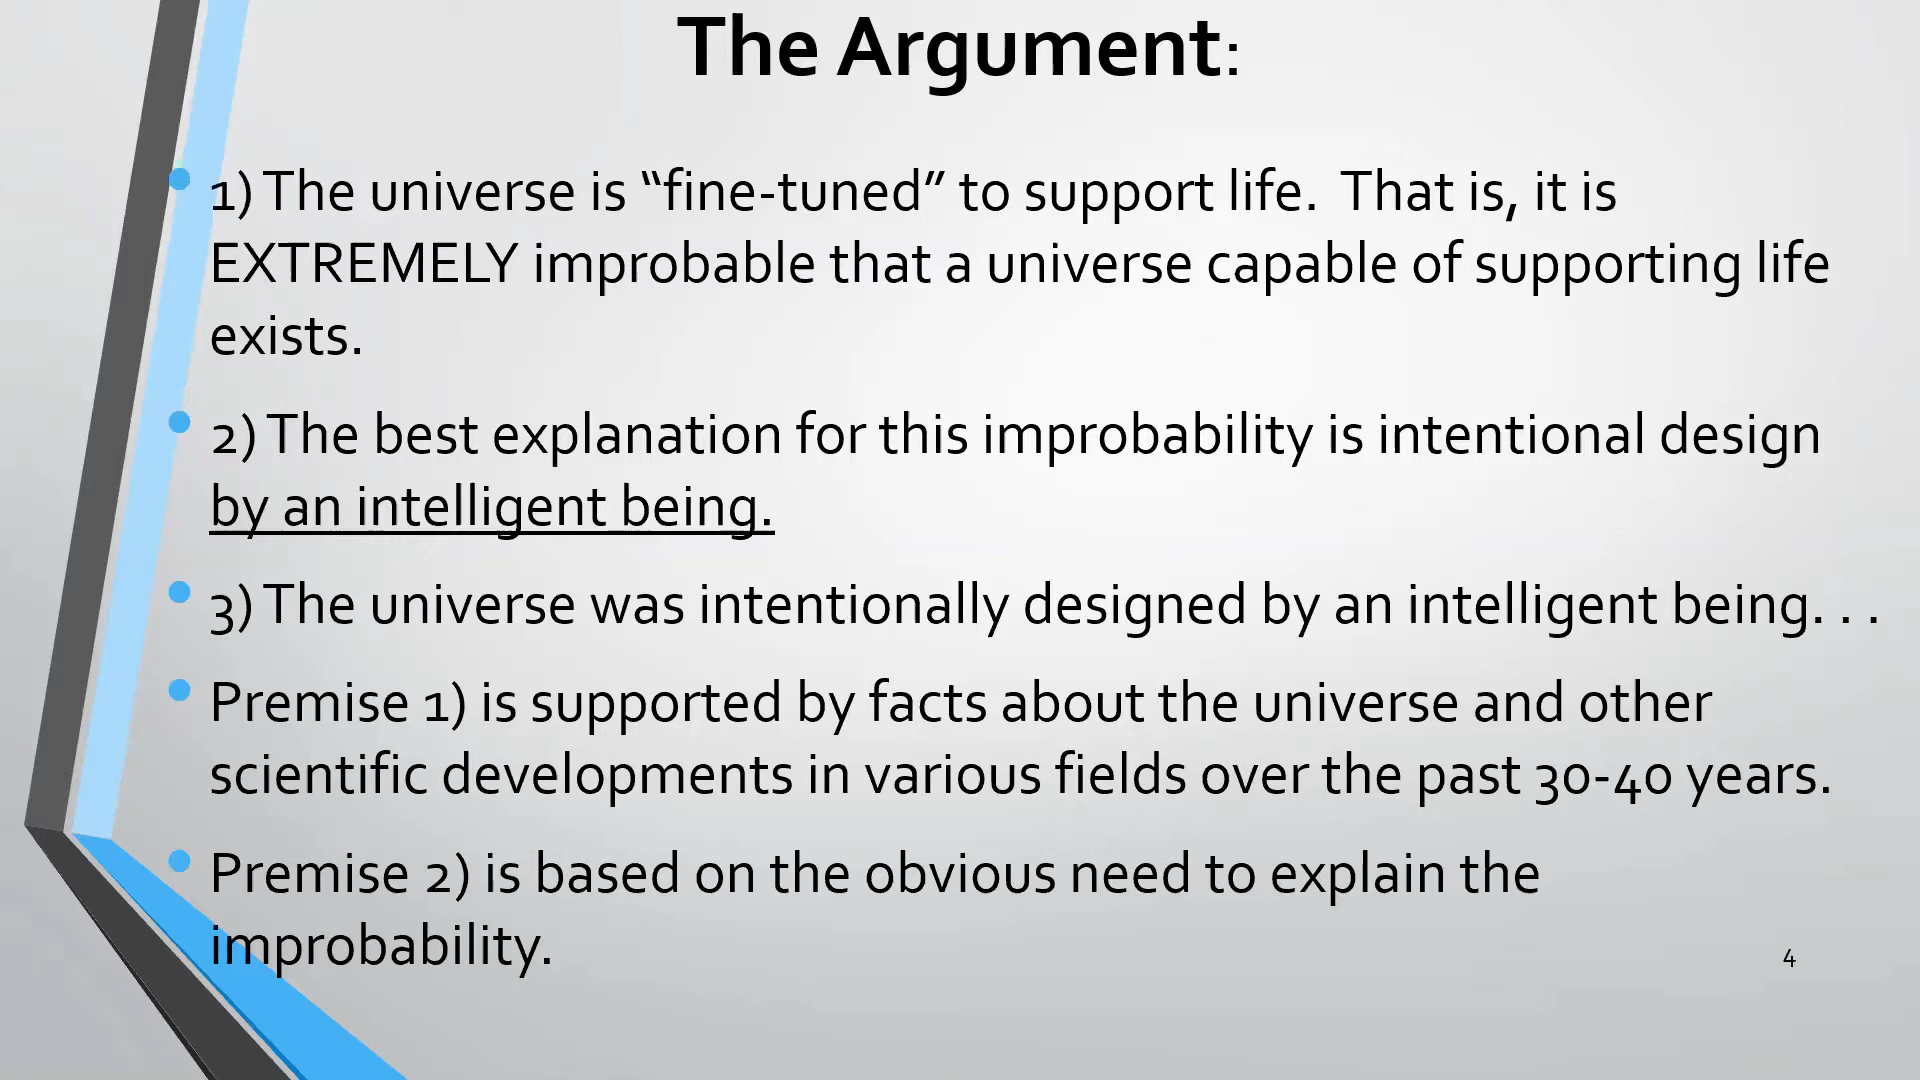 The Argument:
1) The universe is “fine-tuned” to support life. That is, it is
EXTREMELY improbable that a universe capable of supporting life
exists.
2) The best explanation for this improbability is intentional design
by an intelligent being.
3) The universe was intentionally designed by an intelligent being. . .
Premise 1) is supported by facts about the universe and other
scientific developments in various fields over the past 30-40 years.
Premise 2) is based on the obvious need to explain the
improbability.
4